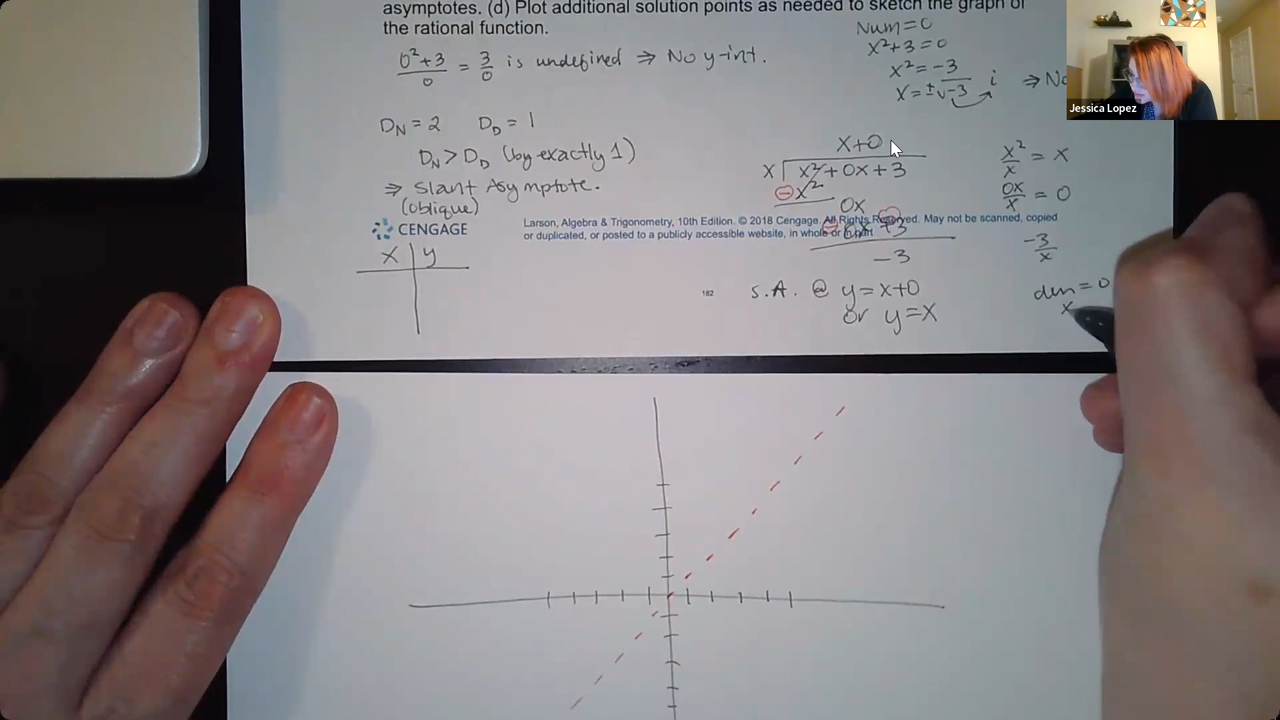 asymptotes. (d) Plot additional solution points as needed to sketch the graph of
the rational function.
0²+3/0 = 3/0 is undefined ⇒ No y-int.
Num=0
x²+3=0
x²=-3
x=±√-3 i ⇒ No
Jessica Lopez
D_N = 2 D_D = 1
D_N > D_D (by exactly 1)
⇒ Slant Asymptote.
(oblique)
x+0
x x²+0x+3
⊖x²
0x
0x +3
-3
x²/x = x
0x/x = 0
-3/x
CENGAGE
Larson, Algebra & Trigonometry, 10th Edition. © 2018 Cengage. All Rights Reserved. May not be scanned, copied
or duplicated, or posted to a publicly accessible website, in whole or in part.
x y
182
S.A. @ y=x+0
or y=x
den=0
x